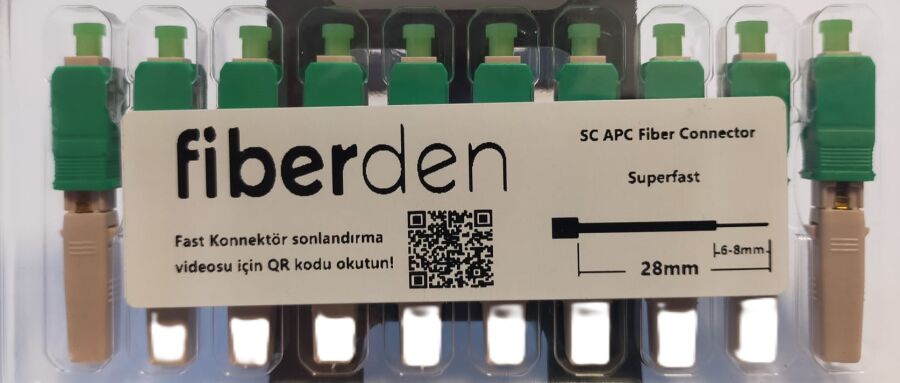 fiberden
Fast Konnektör sonlandırma
videosu için QR kodu okutun!
SC APC Fiber Connector
Superfast
6-8mm
28mm